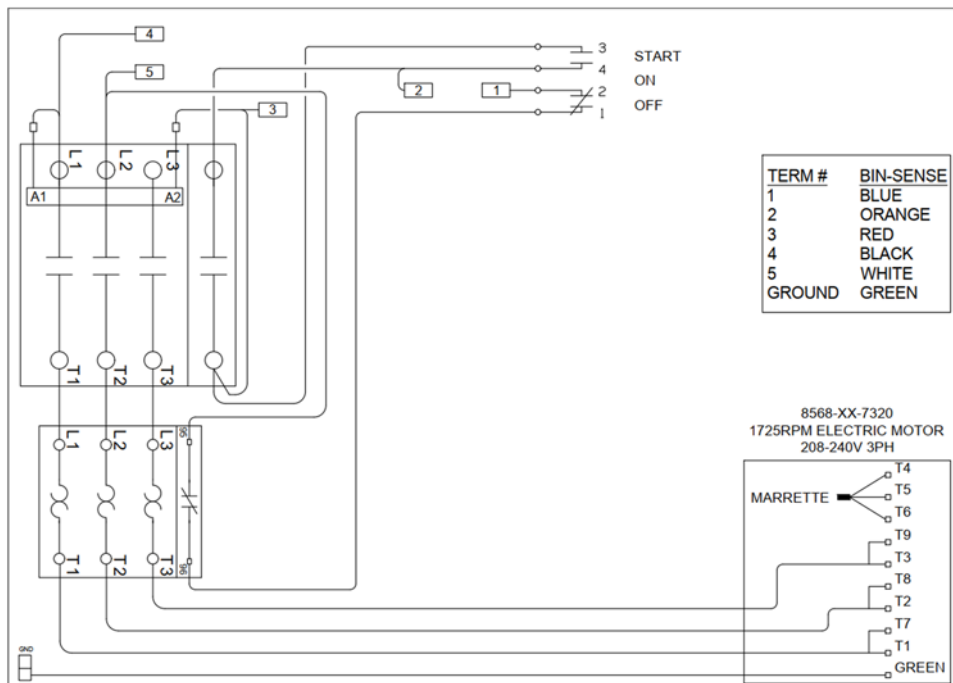 4
5
3
3 START
4 ON
2 1 2 OFF
1
L1 L2 L3
A1 A2
TERM # BIN-SENSE
1 BLUE
2 ORANGE
3 RED
4 BLACK
5 WHITE
GROUND GREEN
T1 T2 T3
L1 L2 L3 95
T1 T2 T3 96
8568-XX-7320
1725RPM ELECTRIC MOTOR
208-240V 3PH
MARRETTE
T4
T5
T6
T9
T3
T8
T2
T7
T1
GREEN
GND